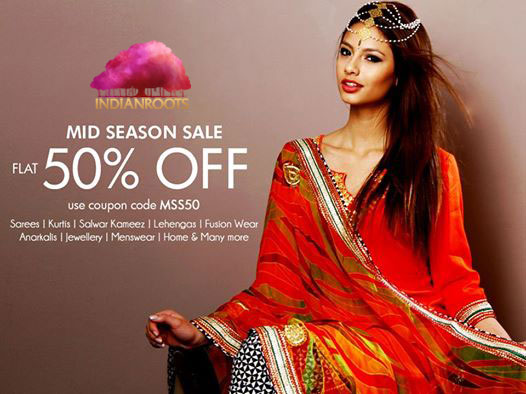 INDIANROOTS
MID SEASON SALE
FLAT 50% OFF
use coupon code MSS50
Sarees | Kurtis | Salwar Kameez | Lehengas | Fusion Wear
Anarkalis | Jewellery | Menswear | Home & Many more